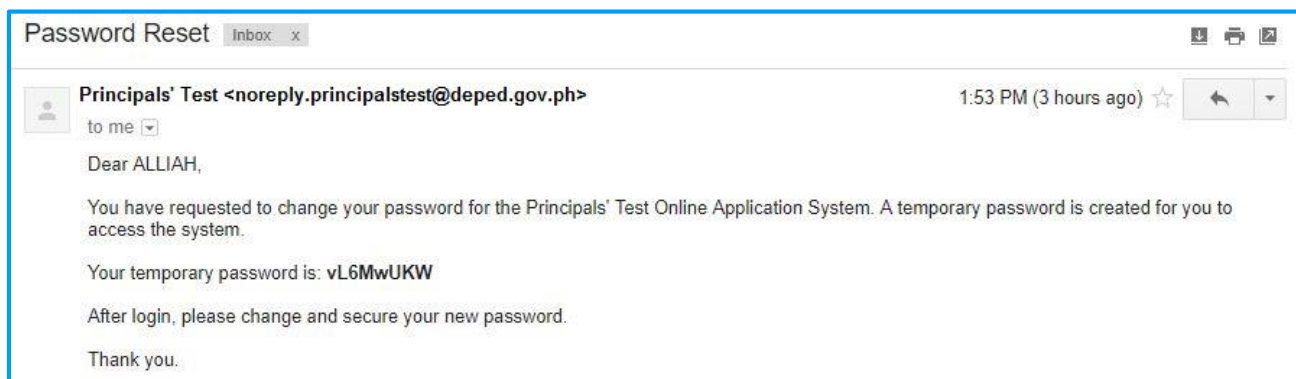 Password Reset Inbox x
Principals' Test <noreply.principalstest@deped.gov.ph> 1:53 PM (3 hours ago)
to me
Dear ALLIAH,
You have requested to change your password for the Principals' Test Online Application System. A temporary password is created for you to
access the system.
Your temporary password is: vL6MwUKW
After login, please change and secure your new password.
Thank you.